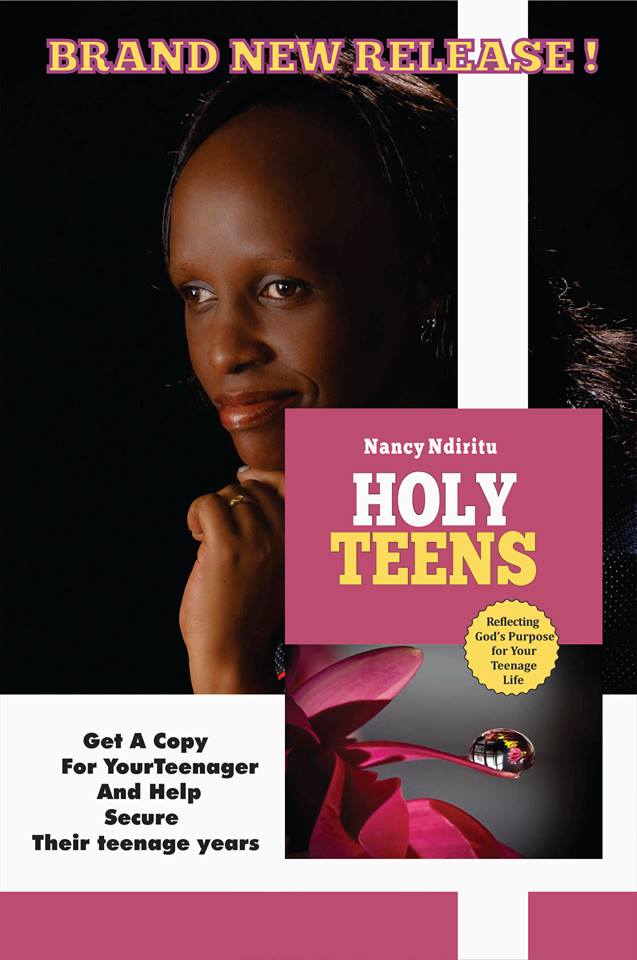 BRAND NEW RELEASE !
Nancy Ndiritu
HOLY
TEENS
Reflecting
God's Purpose
for Your
Teenage
Life
Get A Copy
For YourTeenager
And Help
Secure
Their teenage years